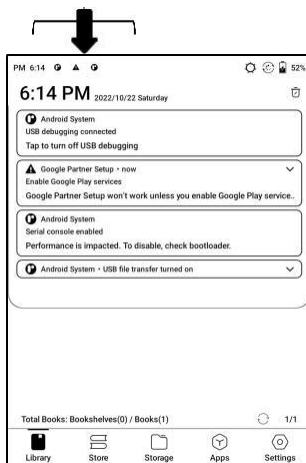 PM 6:14 52%
6:14 PM 2022/10/22 Saturday
Android System
USB debugging connected
Tap to turn off USB debugging
Google Partner Setup • now
Enable Google Play services
Google Partner Setup won't work unless you enable Google Play service..
Android System
Serial console enabled
Performance is impacted. To disable, check bootloader.
Android System • USB file transfer turned on
Total Books: Bookshelves(0) / Books(1) 1/1
Library Store Storage Apps Settings